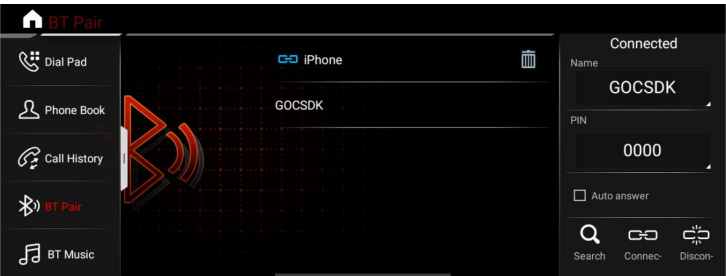 BT Pair
Dial Pad
Phone Book
Call History
BT Pair
BT Music
iPhone
GOCSDK
Connected
Name
GOCSDK
PIN
0000
Auto answer
Search Connec- Discon-